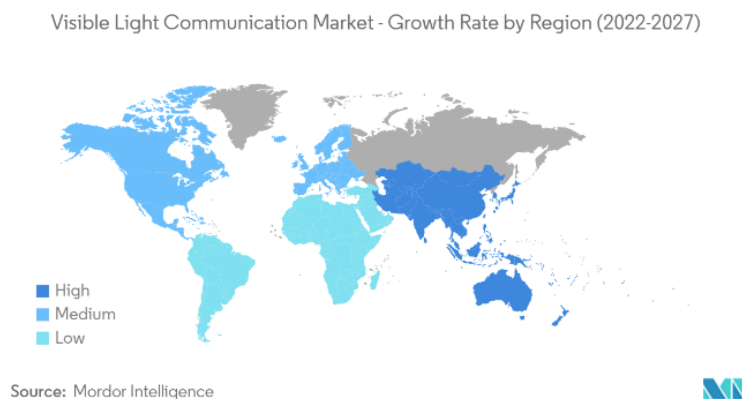 Visible Light Communication Market - Growth Rate by Region (2022-2027)
High
Medium
Low
Source: Mordor Intelligence